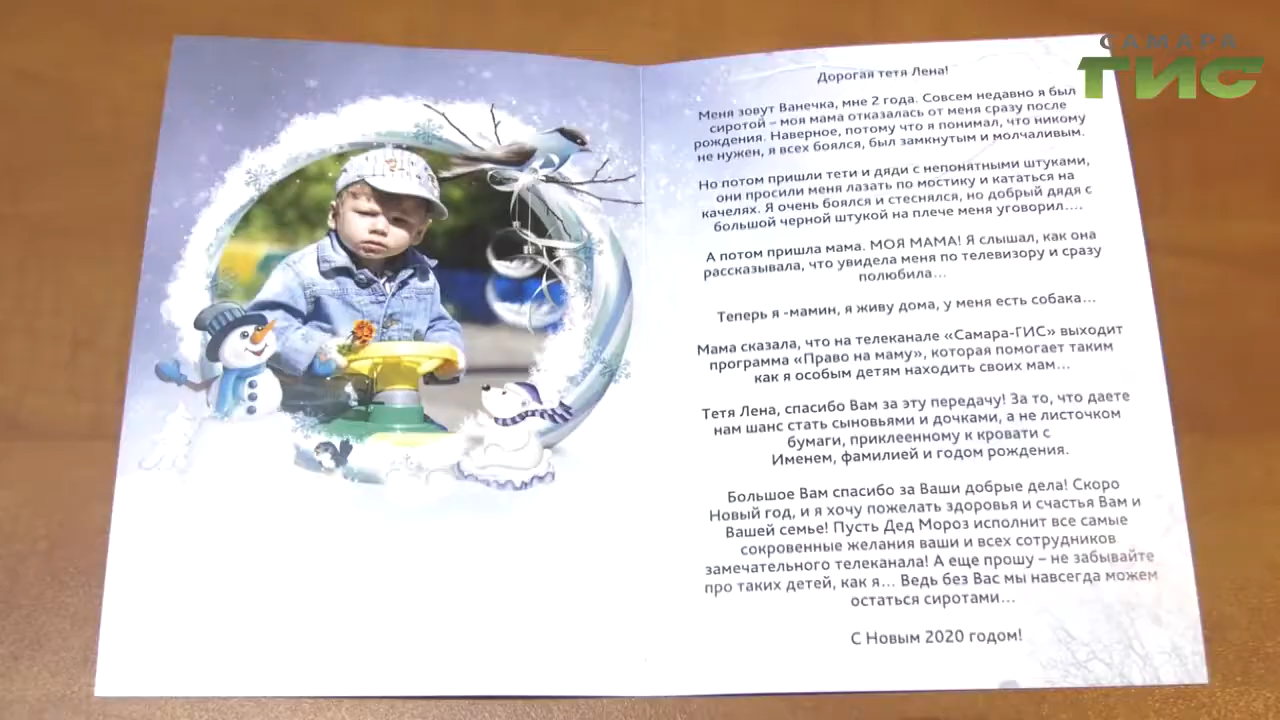 САМАРА
ГИС
Дорогая тетя Лена!
Меня зовут Ванечка, мне 2 года. Совсем недавно я был
сиротой – моя мама отказалась от меня сразу после
рождения. Наверное, потому что я понимал, что никому
не нужен, я всех боялся, был замкнутым и молчаливым.
Но потом пришли тети и дяди с непонятными штуками,
они просили меня лазать по мостику и кататься на
качелях. Я очень боялся и стеснялся, но добрый дядя с
большой черной штукой на плече меня уговорил....
А потом пришла мама. МОЯ МАМА! Я слышал, как она
рассказывала, что увидела меня по телевизору и сразу
полюбила...
Теперь я -мамин, я живу дома, у меня есть собака...
Мама сказала, что на телеканале «Самара-ГИС» выходит
программа «Право на маму», которая помогает таким
как я особым детям находить своих мам...
Тетя Лена, спасибо Вам за эту передачу! За то, что даете
нам шанс стать сыновьями и дочками, а не листочком
бумаги, приклеенному к кровати с
Именем, фамилией и годом рождения.
Большое Вам спасибо за Ваши добрые дела! Скоро
Новый год, и я хочу пожелать здоровья и счастья Вам и
Вашей семье! Пусть Дед Мороз исполнит все самые
сокровенные желания ваши и всех сотрудников
замечательного телеканала! А еще прошу – не забывайте
про таких детей, как я... Ведь без Вас мы навсегда можем
остаться сиротами...
С Новым 2020 годом!